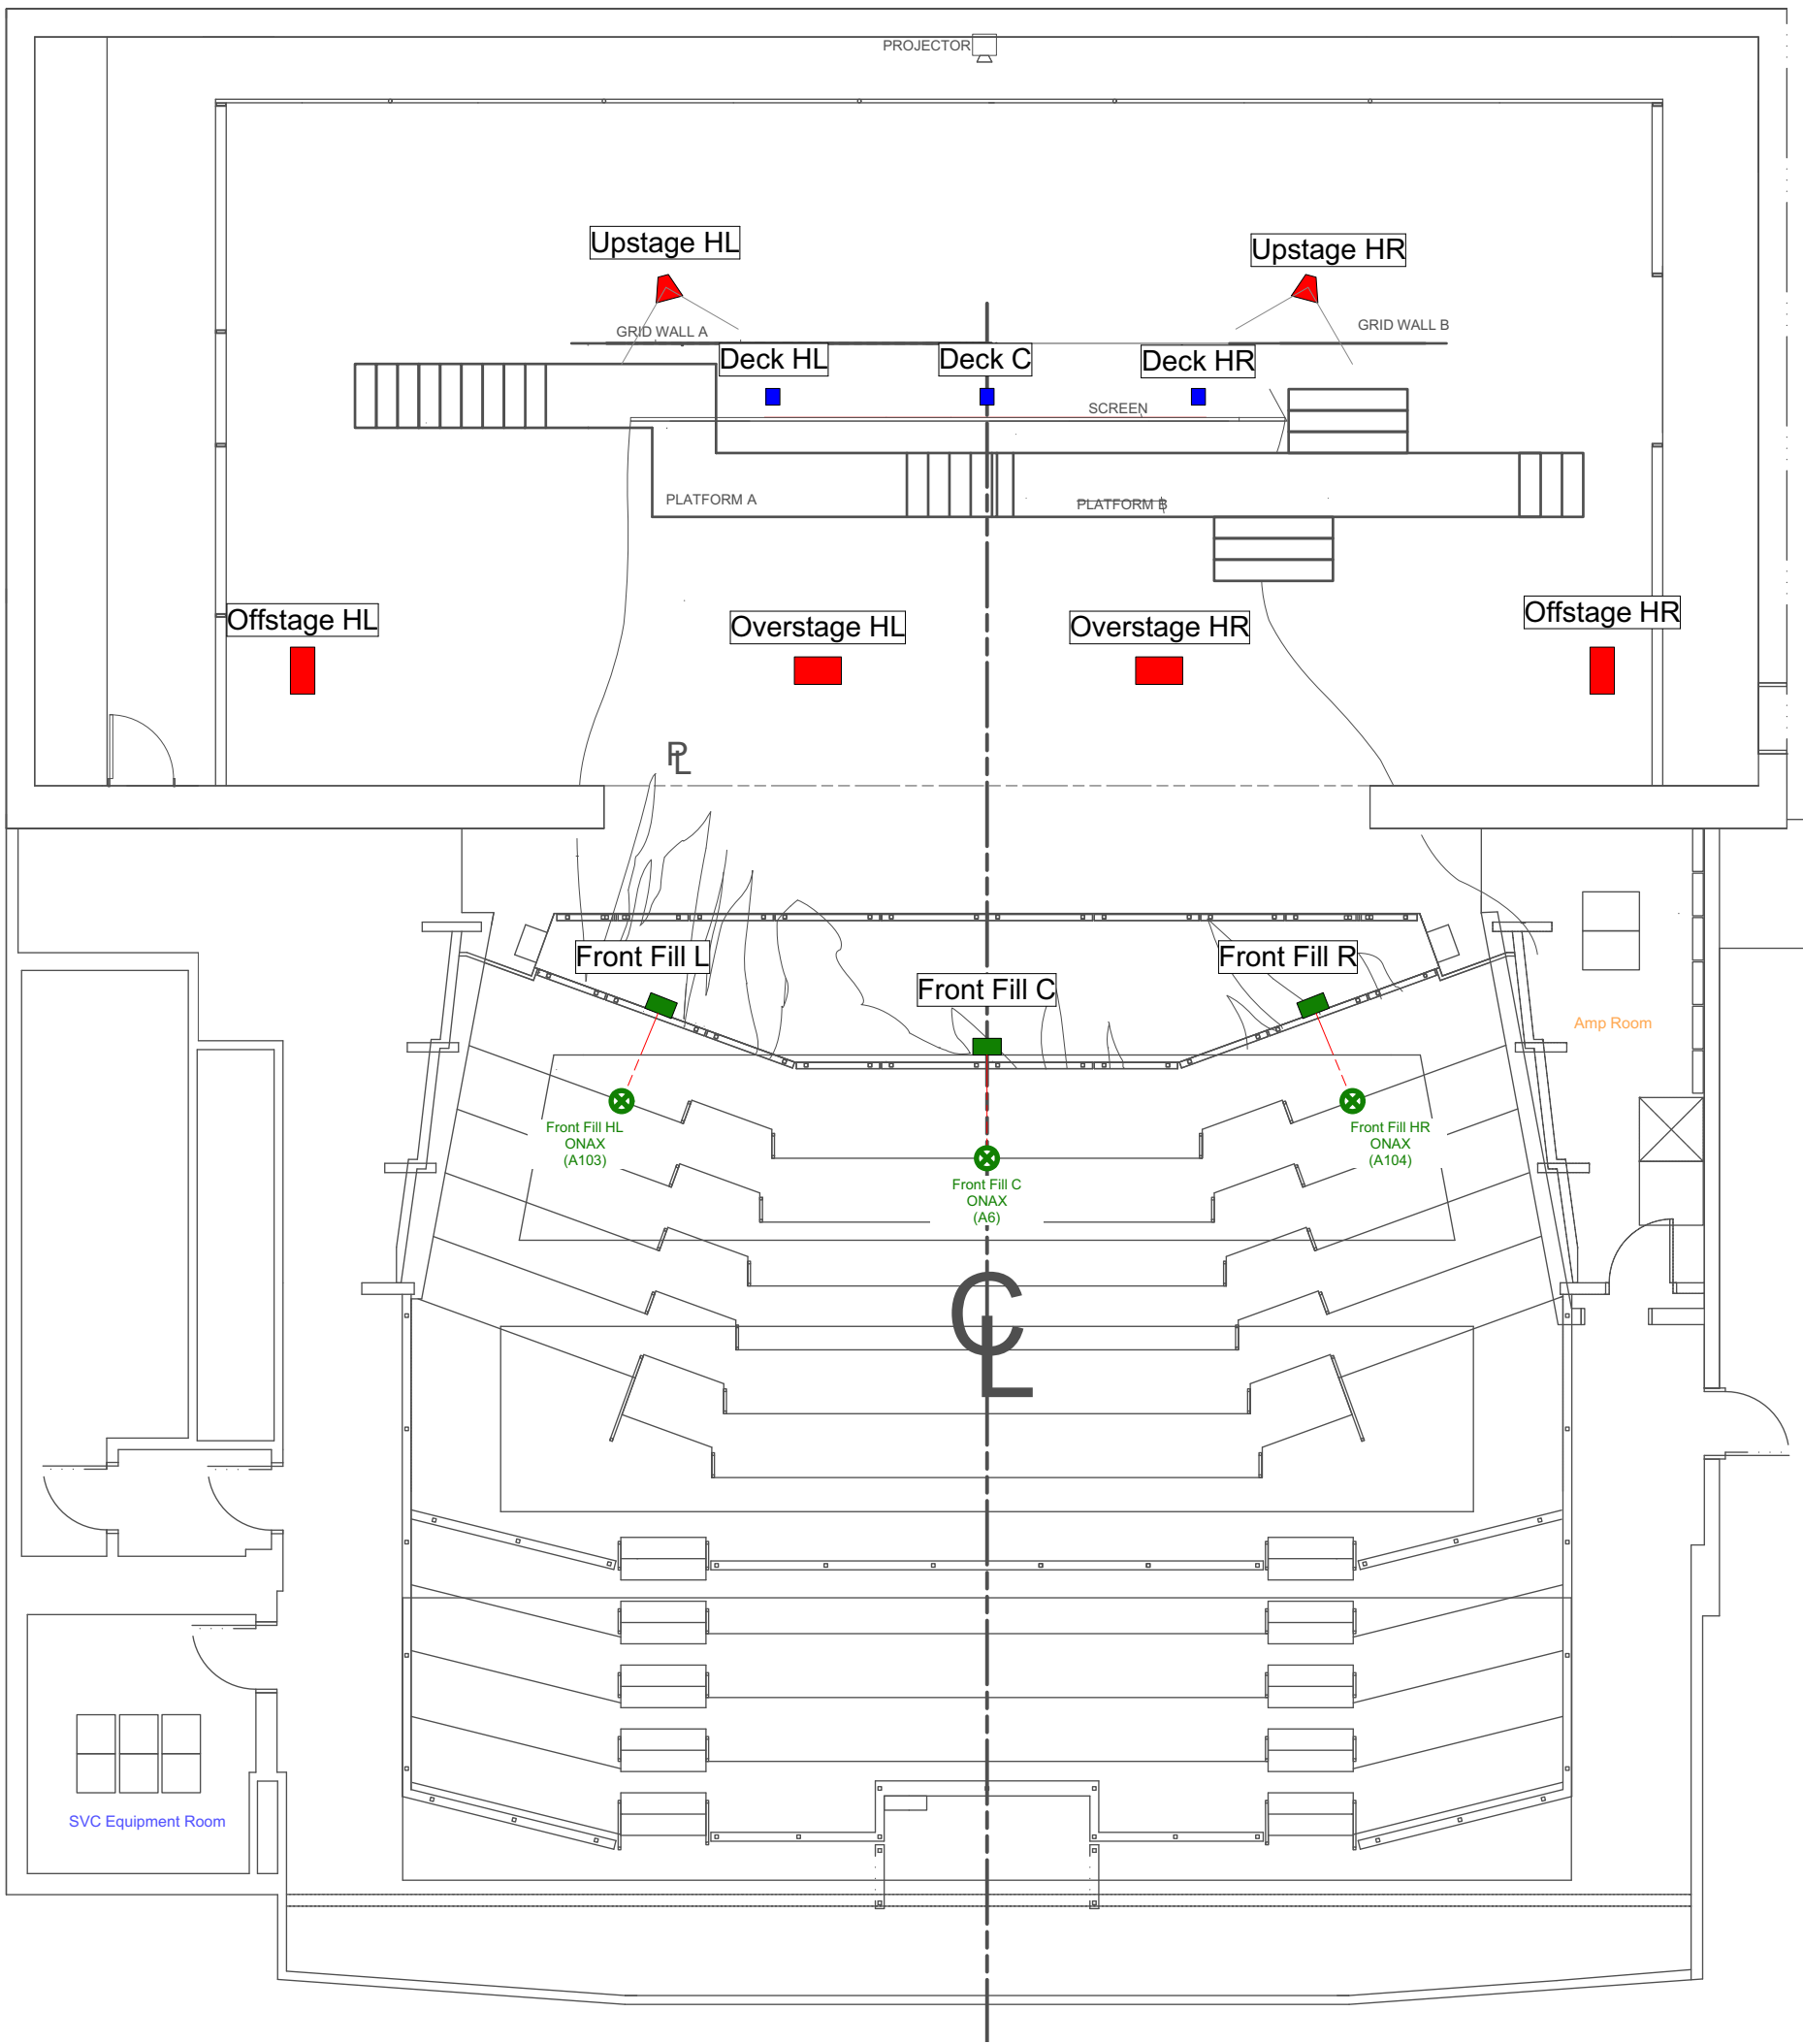 PROJECTOR
Upstage HL
Upstage HR
GRID WALL A
GRID WALL B
Deck HL
Deck C
Deck HR
SCREEN
PLATFORM A
PLATFORM B
Offstage HL
Overstage HL
Overstage HR
Offstage HR
PL
Front Fill L
Front Fill C
Front Fill R
Amp Room
Front Fill HL
ONAX
(A103)
Front Fill C
ONAX
(A6)
Front Fill HR
ONAX
(A104)
CL
SVC Equipment Room